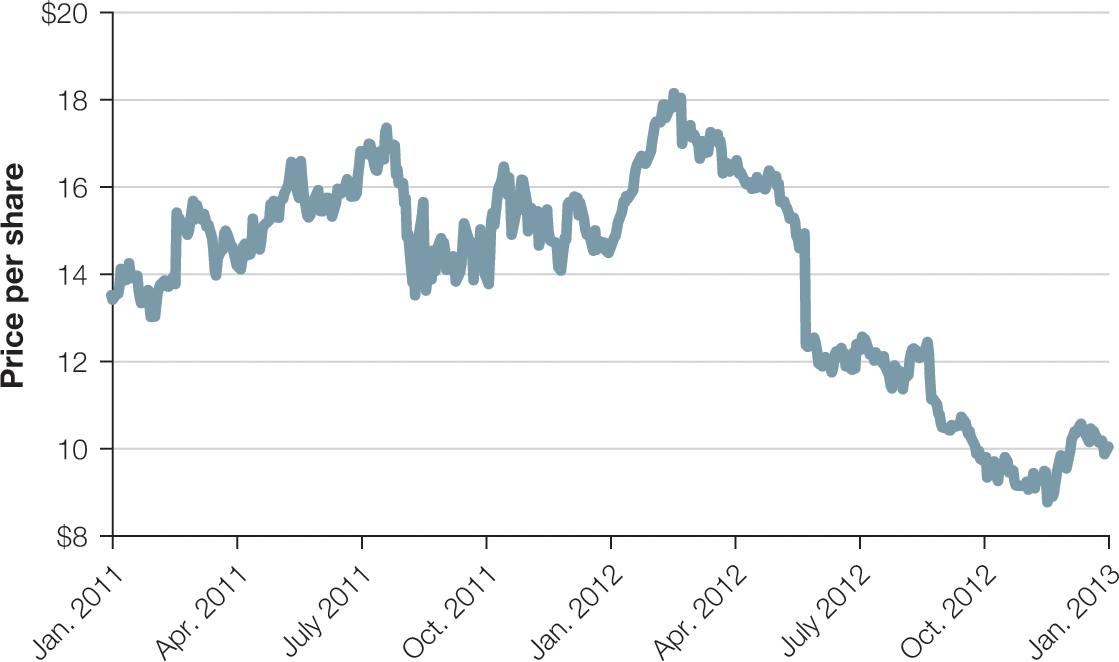 $20
18
16
14
12
10
$8
Price per share
Jan. 2011
Apr. 2011
July 2011
Oct. 2011
Jan. 2012
Apr. 2012
July 2012
Oct. 2012
Jan. 2013